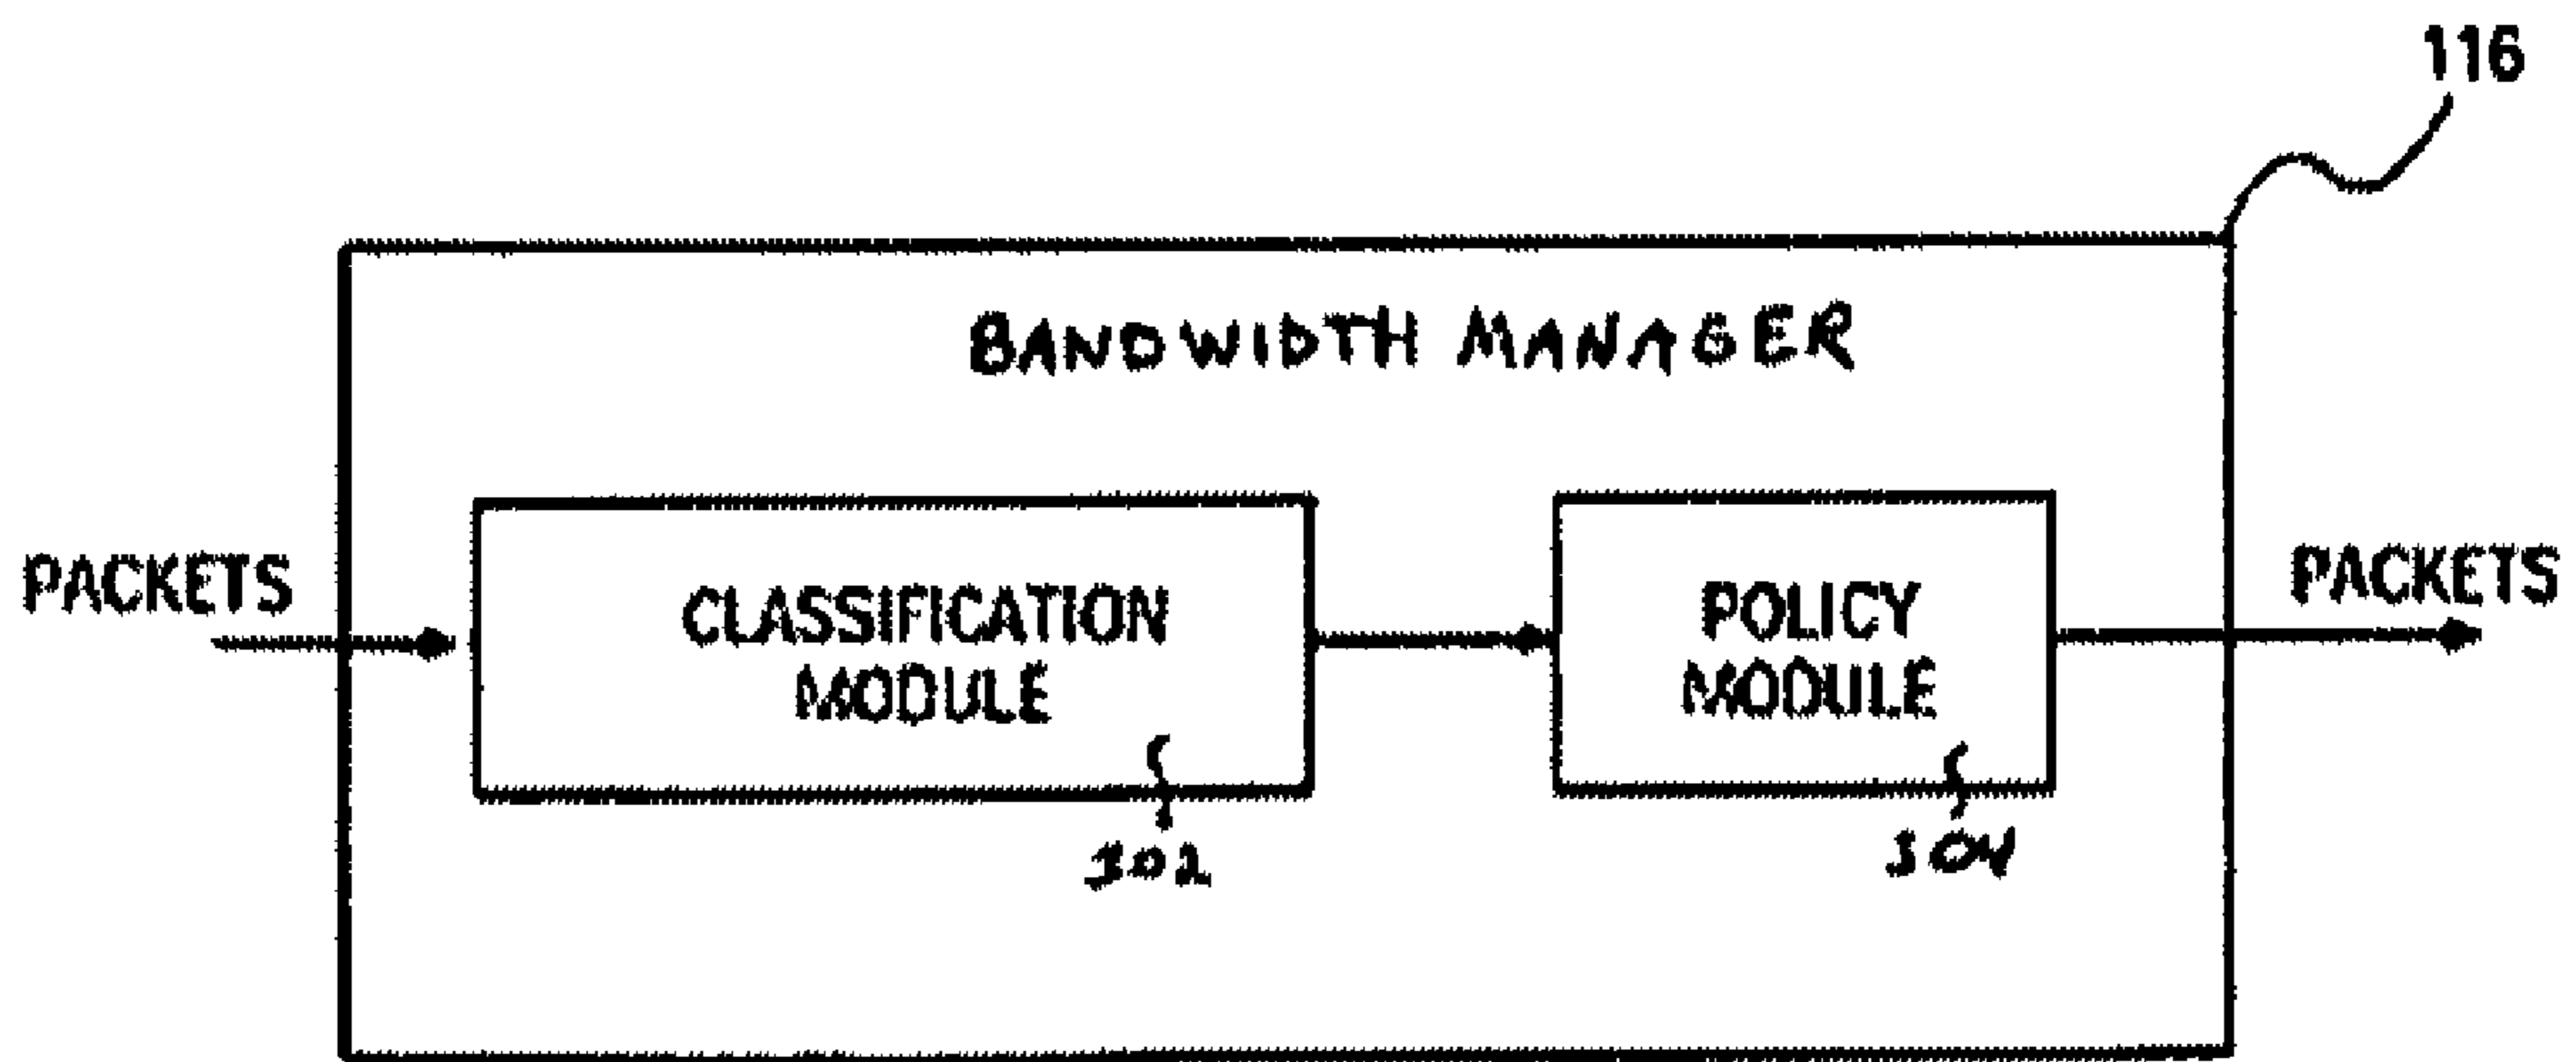 116
BANDWIDTH MANAGER
PACKETS
CLASSIFICATION
MODULE
302
POLICY
MODULE
304
PACKETS